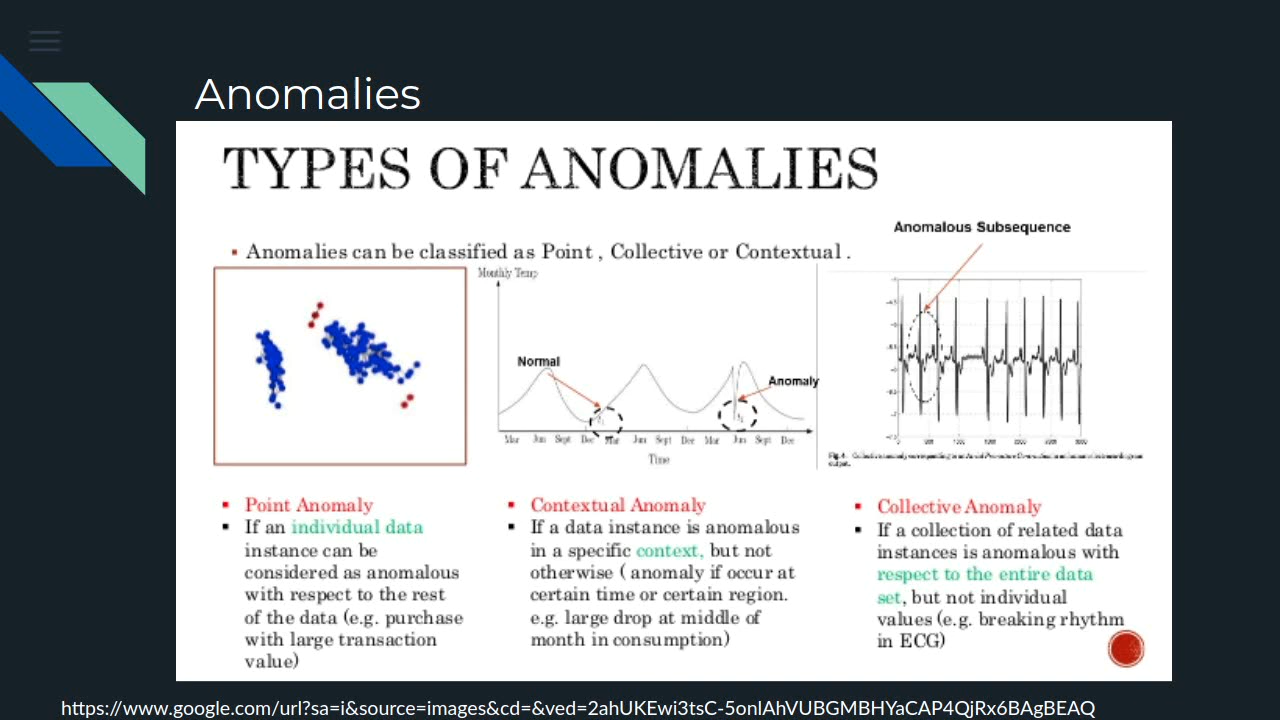 Anomalies
TYPES OF ANOMALIES
Anomalous Subsequence
▪ Anomalies can be classified as Point , Collective or Contextual .
Monthly Temp
Normal
Anomaly
Mar Jun Sept Dec Mar Jun Sept Dec Mar Jun Sept Dec
Time
▪ Point Anomaly
▪ If an individual data
instance can be
considered as anomalous
with respect to the rest
of the data (e.g. purchase
with large transaction
value)
▪ Contextual Anomaly
▪ If a data instance is anomalous
in a specific context, but not
otherwise ( anomaly if occur at
certain time or certain region.
e.g. large drop at middle of
month in consumption)
▪ Collective Anomaly
▪ If a collection of related data
instances is anomalous with
respect to the entire data
set, but not individual
values (e.g. breaking rhythm
in ECG)
https://www.google.com/url?sa=i&source=images&cd=&ved=2ahUKEwi3tsC-5onlAhVUBGMBHYaCAP4QjRx6BAgBEAQ